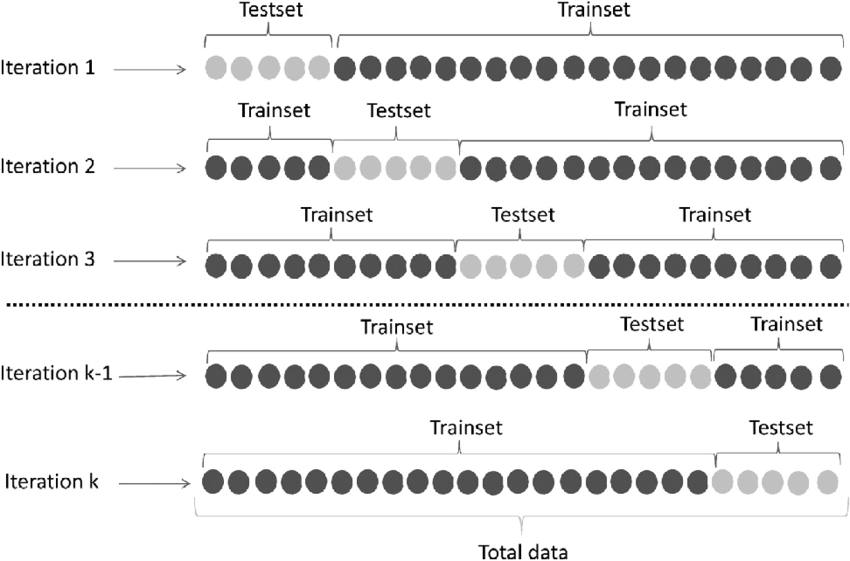 Testset Trainset
Iteration 1
Trainset Testset Trainset
Iteration 2
Trainset Testset Trainset
Iteration 3
Trainset Testset Trainset
Iteration k-1
Trainset Testset
Iteration k
Total data